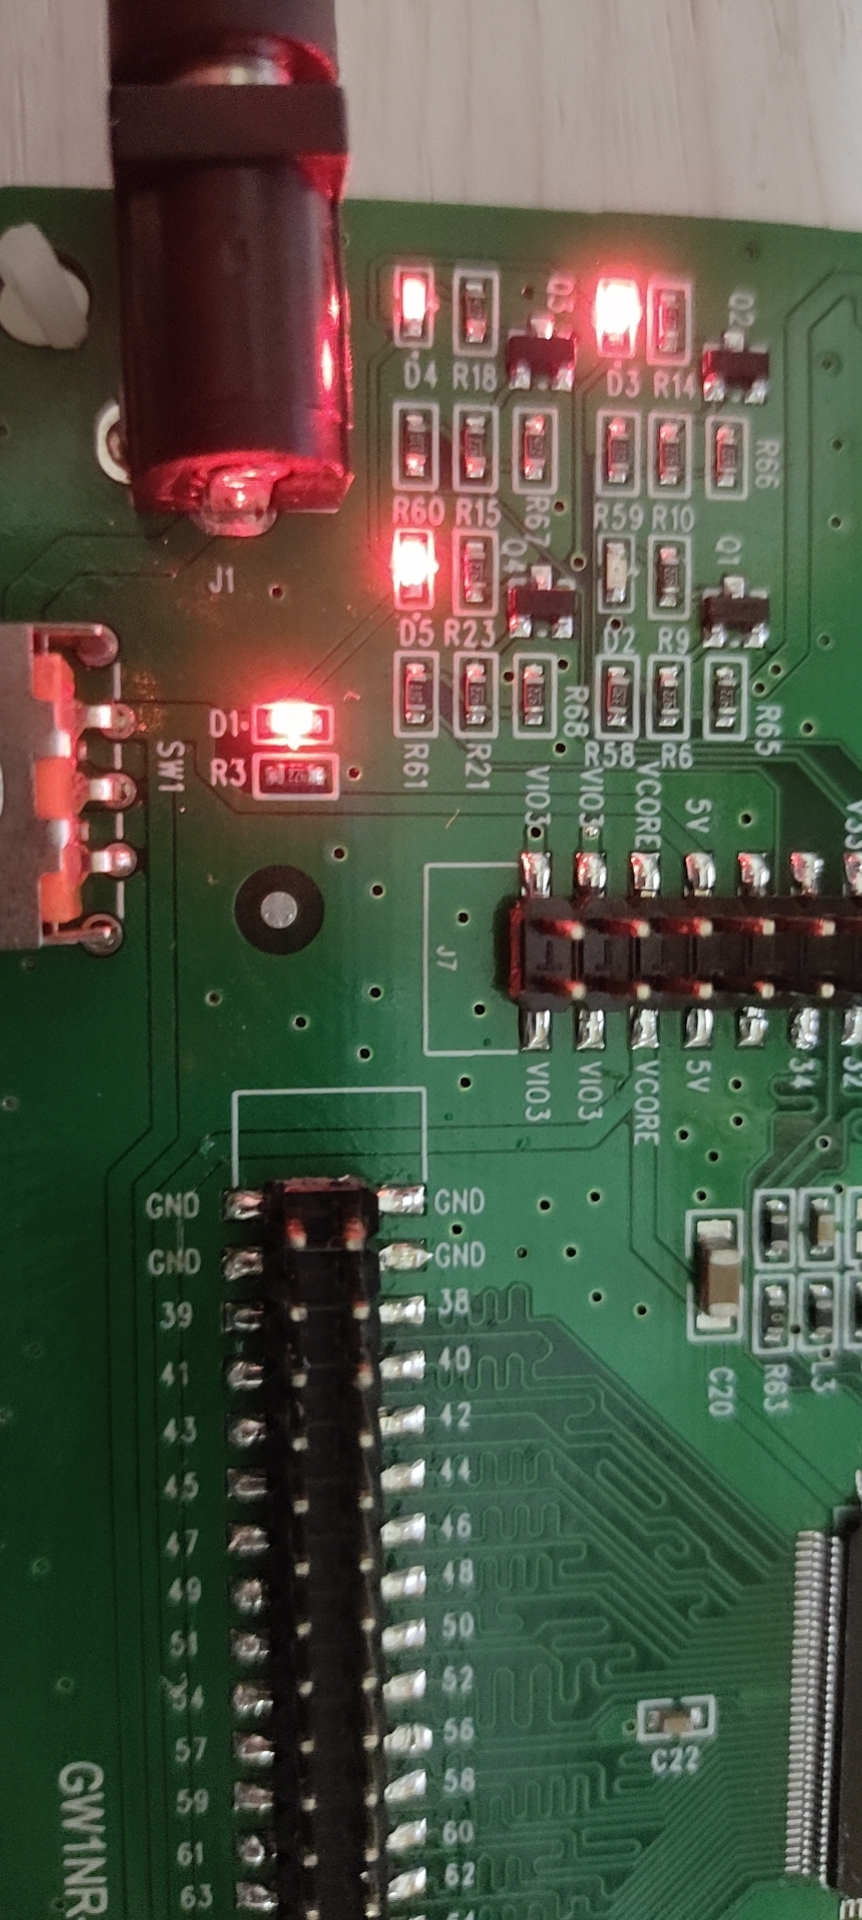 Q3
Q2
D4 R18
D3 R14
R66
R60 R15 R67
R59 R10
Q4
Q1
J1
D5 R23
D2 R9
D1
R3
SW1
R61 R21 R68
R58 R6 R65
VIO3 VIO3 VCORE 5V
J7
VIO3 VIO3 VCORE 5V 34 32
GND GND
GND GND
39 38
41 40
43 42
45 44
47 46
49 48
51 50
54 52
57 56
59 58
61 60
63 62
C20 R63 L3
C22
GW1NR-